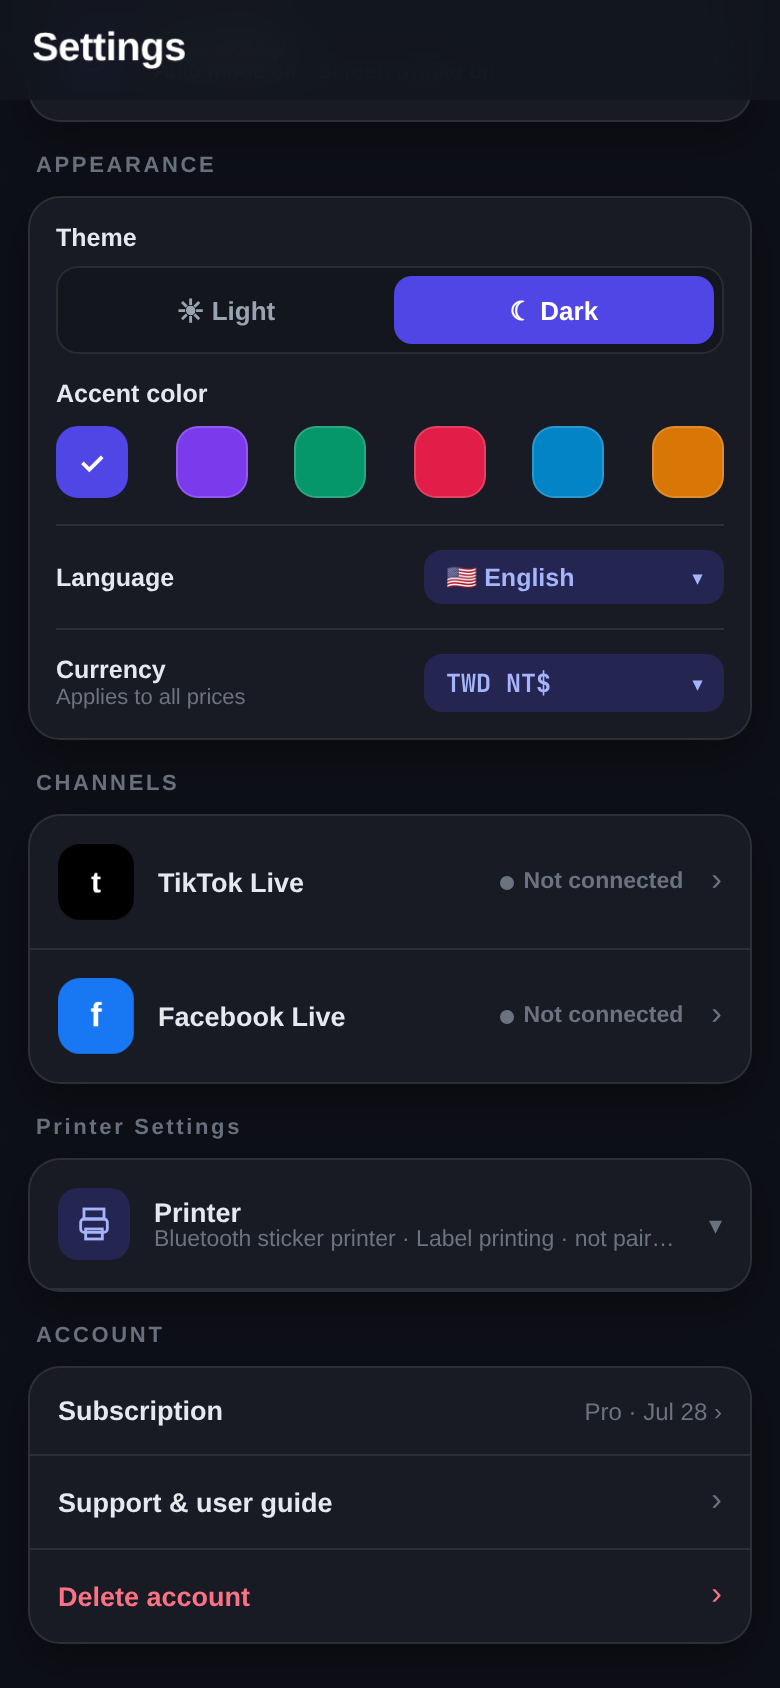 Settings
APPEARANCE
Theme
☀ Light
☾ Dark
Accent color
Language
🇺🇸 English ▾
Currency
Applies to all prices
TWD NT$ ▾
CHANNELS
t
TikTok Live
Not connected ›
f
Facebook Live
Not connected ›
Printer Settings
Printer
Bluetooth sticker printer · Label printing · not pair… ▾
ACCOUNT
Subscription
Pro · Jul 28 ›
Support & user guide ›
Delete account ›